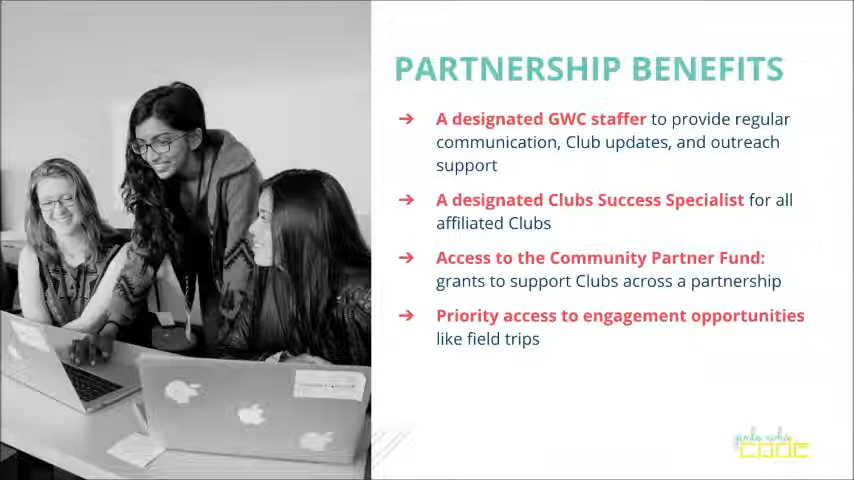 PARTNERSHIP BENEFITS
➔ A designated GWC staffer to provide regular
communication, Club updates, and outreach
support
➔ A designated Clubs Success Specialist for all
affiliated Clubs
➔ Access to the Community Partner Fund:
grants to support Clubs across a partnership
➔ Priority access to engagement opportunities
like field trips
girls who
CODE